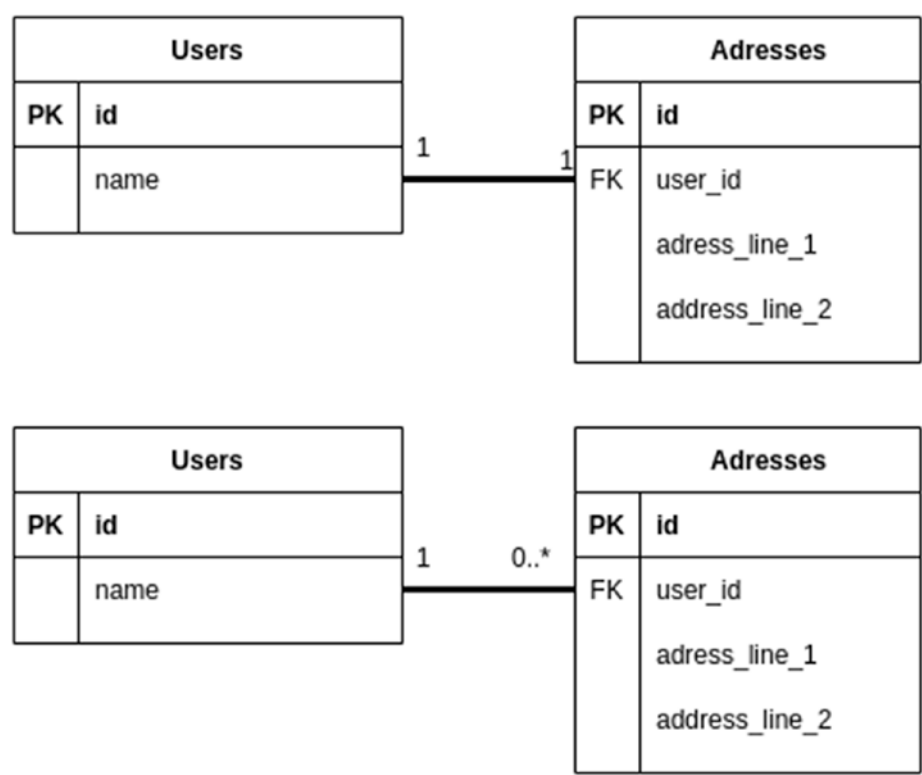 Users
PK id
name
1
1
Adresses
PK id
FK user_id
adress_line_1
address_line_2
Users
PK id
name
1
0..*
Adresses
PK id
FK user_id
adress_line_1
address_line_2